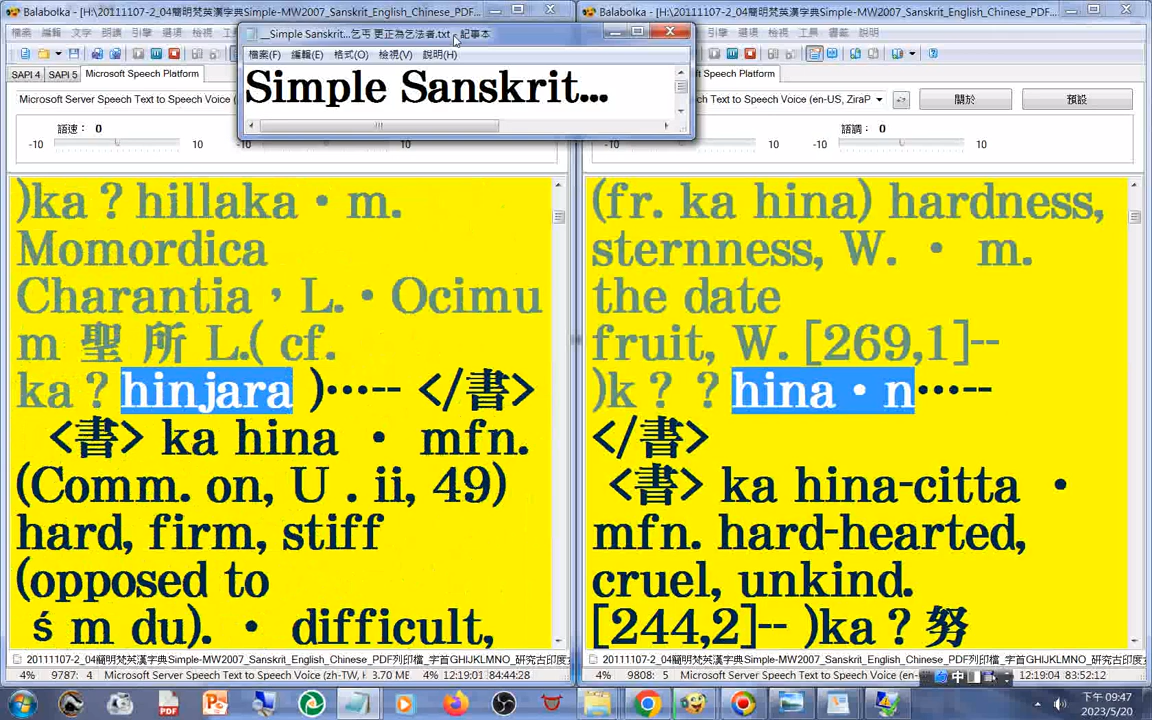 Balabolka - [H:\20111107-2_04簡明梵英漢字典Simple-MW2007_Sanskrit_English_Chinese_PDF...
Balabolka - [H:\20111107-2_04簡明梵英漢字典Simple-MW2007_Sanskrit_English_Chinese_PDF...
__Simple Sanskrit...乞丐 更正為乞法者.txt - 記事本
檔案(F) 編輯(E) 格式(O) 檢視(V) 說明(H)
Simple Sanskrit...
SAPI 4 SAPI 5 Microsoft Speech Platform
t Speech Platform
Microsoft Server Speech Text to Speech Voice (
ch Text to Speech Voice (en-US, ZiraP
關於
預設
語速： 0
語調： 0
-10 10
-10 10
)ka？hillaka・m.
Momordica
Charantia，L.・Ocimu
m 聖 所 L.( cf.
ka？hinjara )…-- </書>
<書> ka hina ・ mfn.
(Comm. on, U . ii, 49)
hard, firm, stiff
(opposed to
ś m du). ・ difficult,
(fr. ka hina) hardness,
sternness, W. ・ m.
the date
fruit, W. [269,1]--
)k？？hina・n…--
</書>
<書> ka hina-citta ・
mfn. hard-hearted,
cruel, unkind.
[244,2]-- )ka？努
20111107-2_04簡明梵英漢字典Simple-MW2007_Sanskrit_English_Chinese_PDF列印檔_字首GHIJKLMNO_研究古印度
20111107-2_04簡明梵英漢字典Simple-MW2007_Sanskrit_English_Chinese_PDF列印檔_字首GHIJKLMNO_研究古印度
4% 9787: 4 Microsoft Server Speech Text to Speech Voice (zh-TW, 3.70 ME 4% 12:19:01 84:44:28
4% 9808: 5 Microsoft Server Speech Text to Speech Voice 12:19:04 83:52:12
中
下午 09:47
2023/5/20